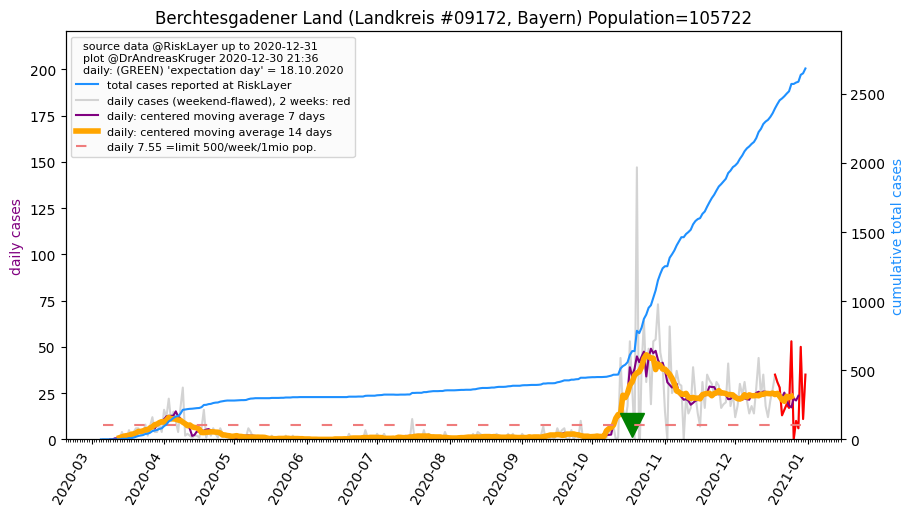 Berchtesgadener Land (Landkreis #09172, Bayern) Population=105722
source data @RiskLayer up to 2020-12-31
plot @DrAndreasKruger 2020-12-30 21:36
daily: (GREEN) 'expectation day' = 18.10.2020
total cases reported at RiskLayer
daily cases (weekend-flawed), 2 weeks: red
daily: centered moving average 7 days
daily: centered moving average 14 days
daily 7.55 =limit 500/week/1mio pop.
daily cases
200
175
150
125
100
75
50
25
0
2500
2000
1500
1000
500
0
cumulative total cases
2020-03
2020-04
2020-05
2020-06
2020-07
2020-08
2020-09
2020-10
2020-11
2020-12
2021-01